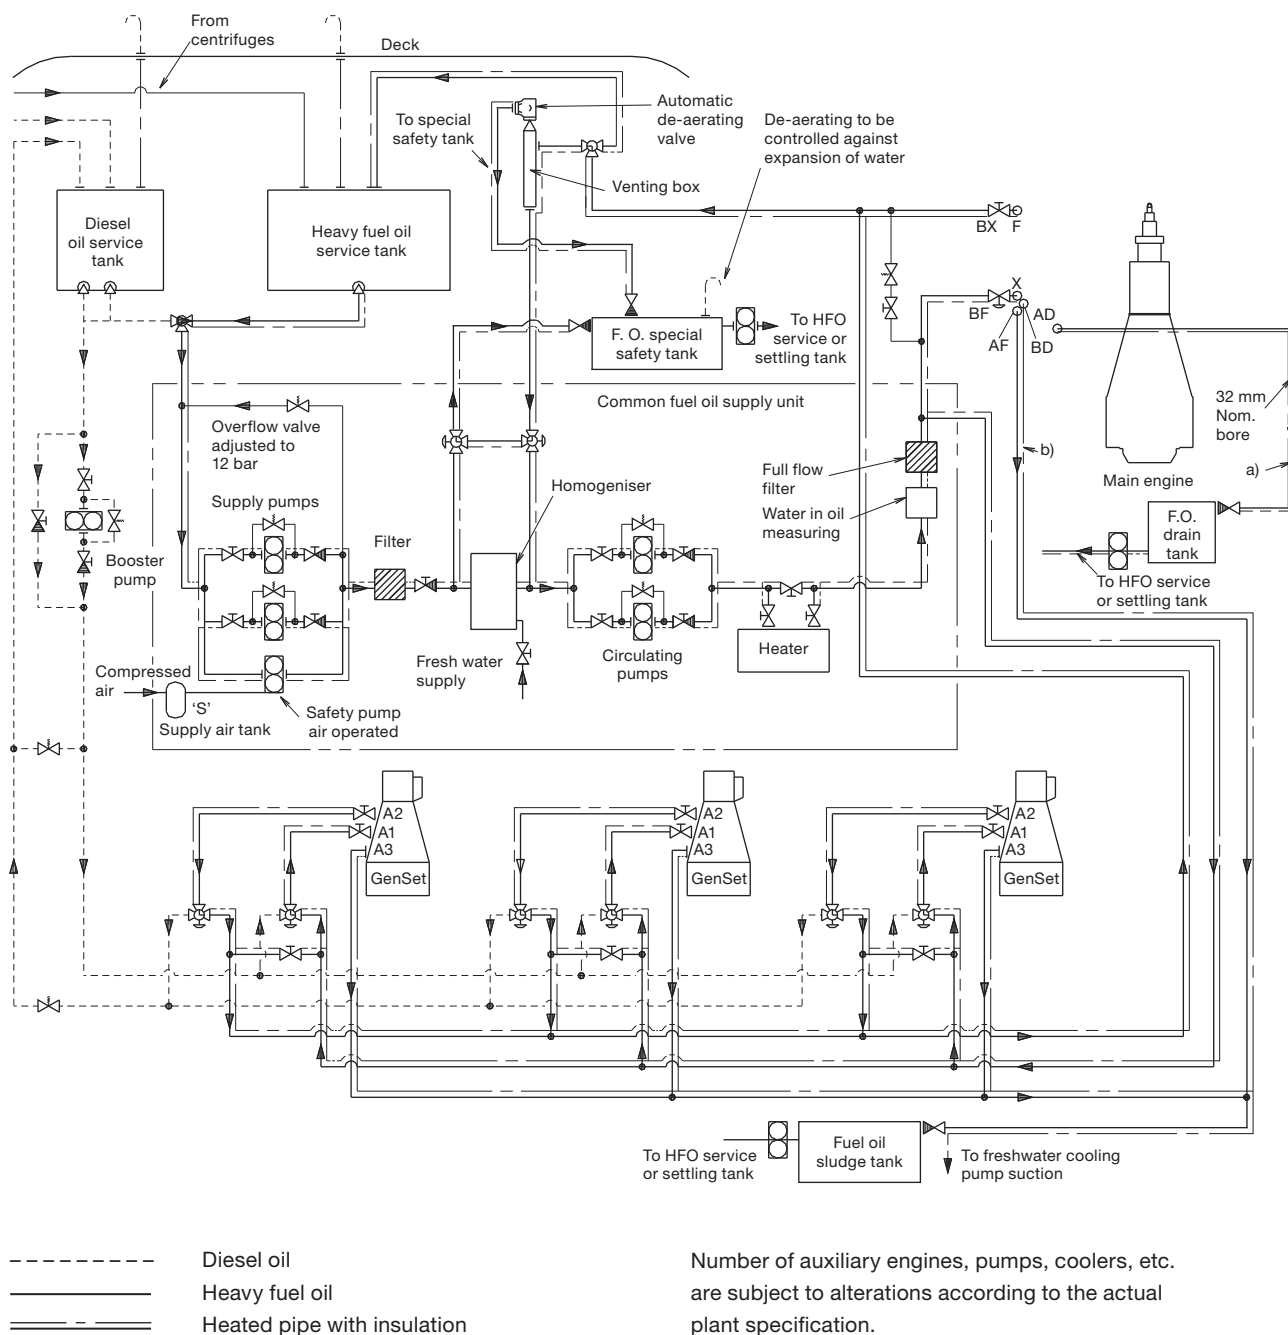 From
centrifuges
Deck
To special
safety tank
Automatic
de-aerating
valve
De-aerating to be
controlled against
expansion of water
Venting box
Diesel
oil service
tank
Heavy fuel oil
service tank
BX
F
X
BF
AD
AF
BD
F. O. special
safety tank
To HFO
service or
settling tank
Common fuel oil supply unit
Overflow valve
adjusted to
12 bar
32 mm
Nom.
bore
b)
a)
Main engine
Full flow
filter
Water in oil
measuring
Homogeniser
Supply pumps
Filter
Booster
pump
F.O.
drain
tank
To HFO service
or settling tank
Heater
Circulating
pumps
Fresh water
supply
Compressed
air
'S'
Supply air tank
Safety pump
air operated
A2
A1
A3
GenSet
A2
A1
A3
GenSet
A2
A1
A3
GenSet
To HFO service
or settling tank
Fuel oil
sludge tank
To freshwater cooling
pump suction
Diesel oil
Heavy fuel oil
Heated pipe with insulation
Number of auxiliary engines, pumps, coolers, etc.
are subject to alterations according to the actual
plant specification.